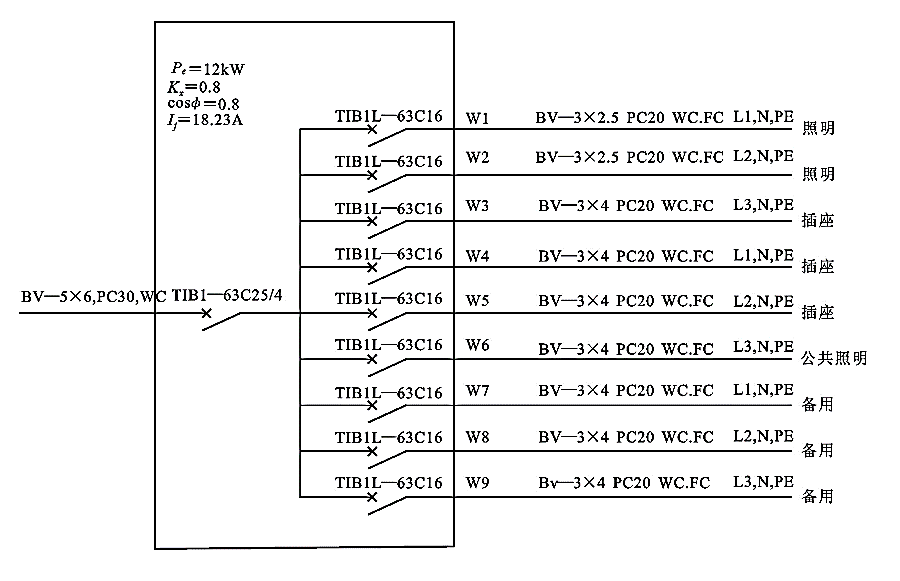 Pe=12kW
Kx=0.8
cosϕ=0.8
Ij=18.23A
BV—5×6,PC30,WC TIB1—63C25/4
TIB1L—63C16 W1 BV—3×2.5 PC20 WC.FC L1,N,PE 照明
TIB1L—63C16 W2 BV—3×2.5 PC20 WC.FC L2,N,PE 照明
TIB1L—63C16 W3 BV—3×4 PC20 WC.FC L3,N,PE 插座
TIB1L—63C16 W4 BV—3×4 PC20 WC.FC L1,N,PE 插座
TIB1L—63C16 W5 BV—3×4 PC20 WC.FC L2,N,PE 插座
TIB1L—63C16 W6 BV—3×4 PC20 WC.FC L3,N,PE 公共照明
TIB1L—63C16 W7 BV—3×4 PC20 WC.FC L1,N,PE 备用
TIB1L—63C16 W8 BV—3×4 PC20 WC.FC L2,N,PE 备用
TIB1L—63C16 W9 Bv—3×4 PC20 WC.FC L3,N,PE 备用